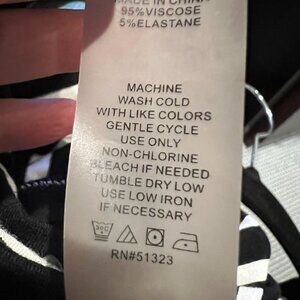 MADE IN CHINA
95%VISCOSE
5%ELASTANE
MACHINE
WASH COLD
WITH LIKE COLORS
GENTLE CYCLE
USE ONLY
NON-CHLORINE
BLEACH IF NEEDED
TUMBLE DRY LOW
USE LOW IRON
IF NECESSARY
30C
RN#51323